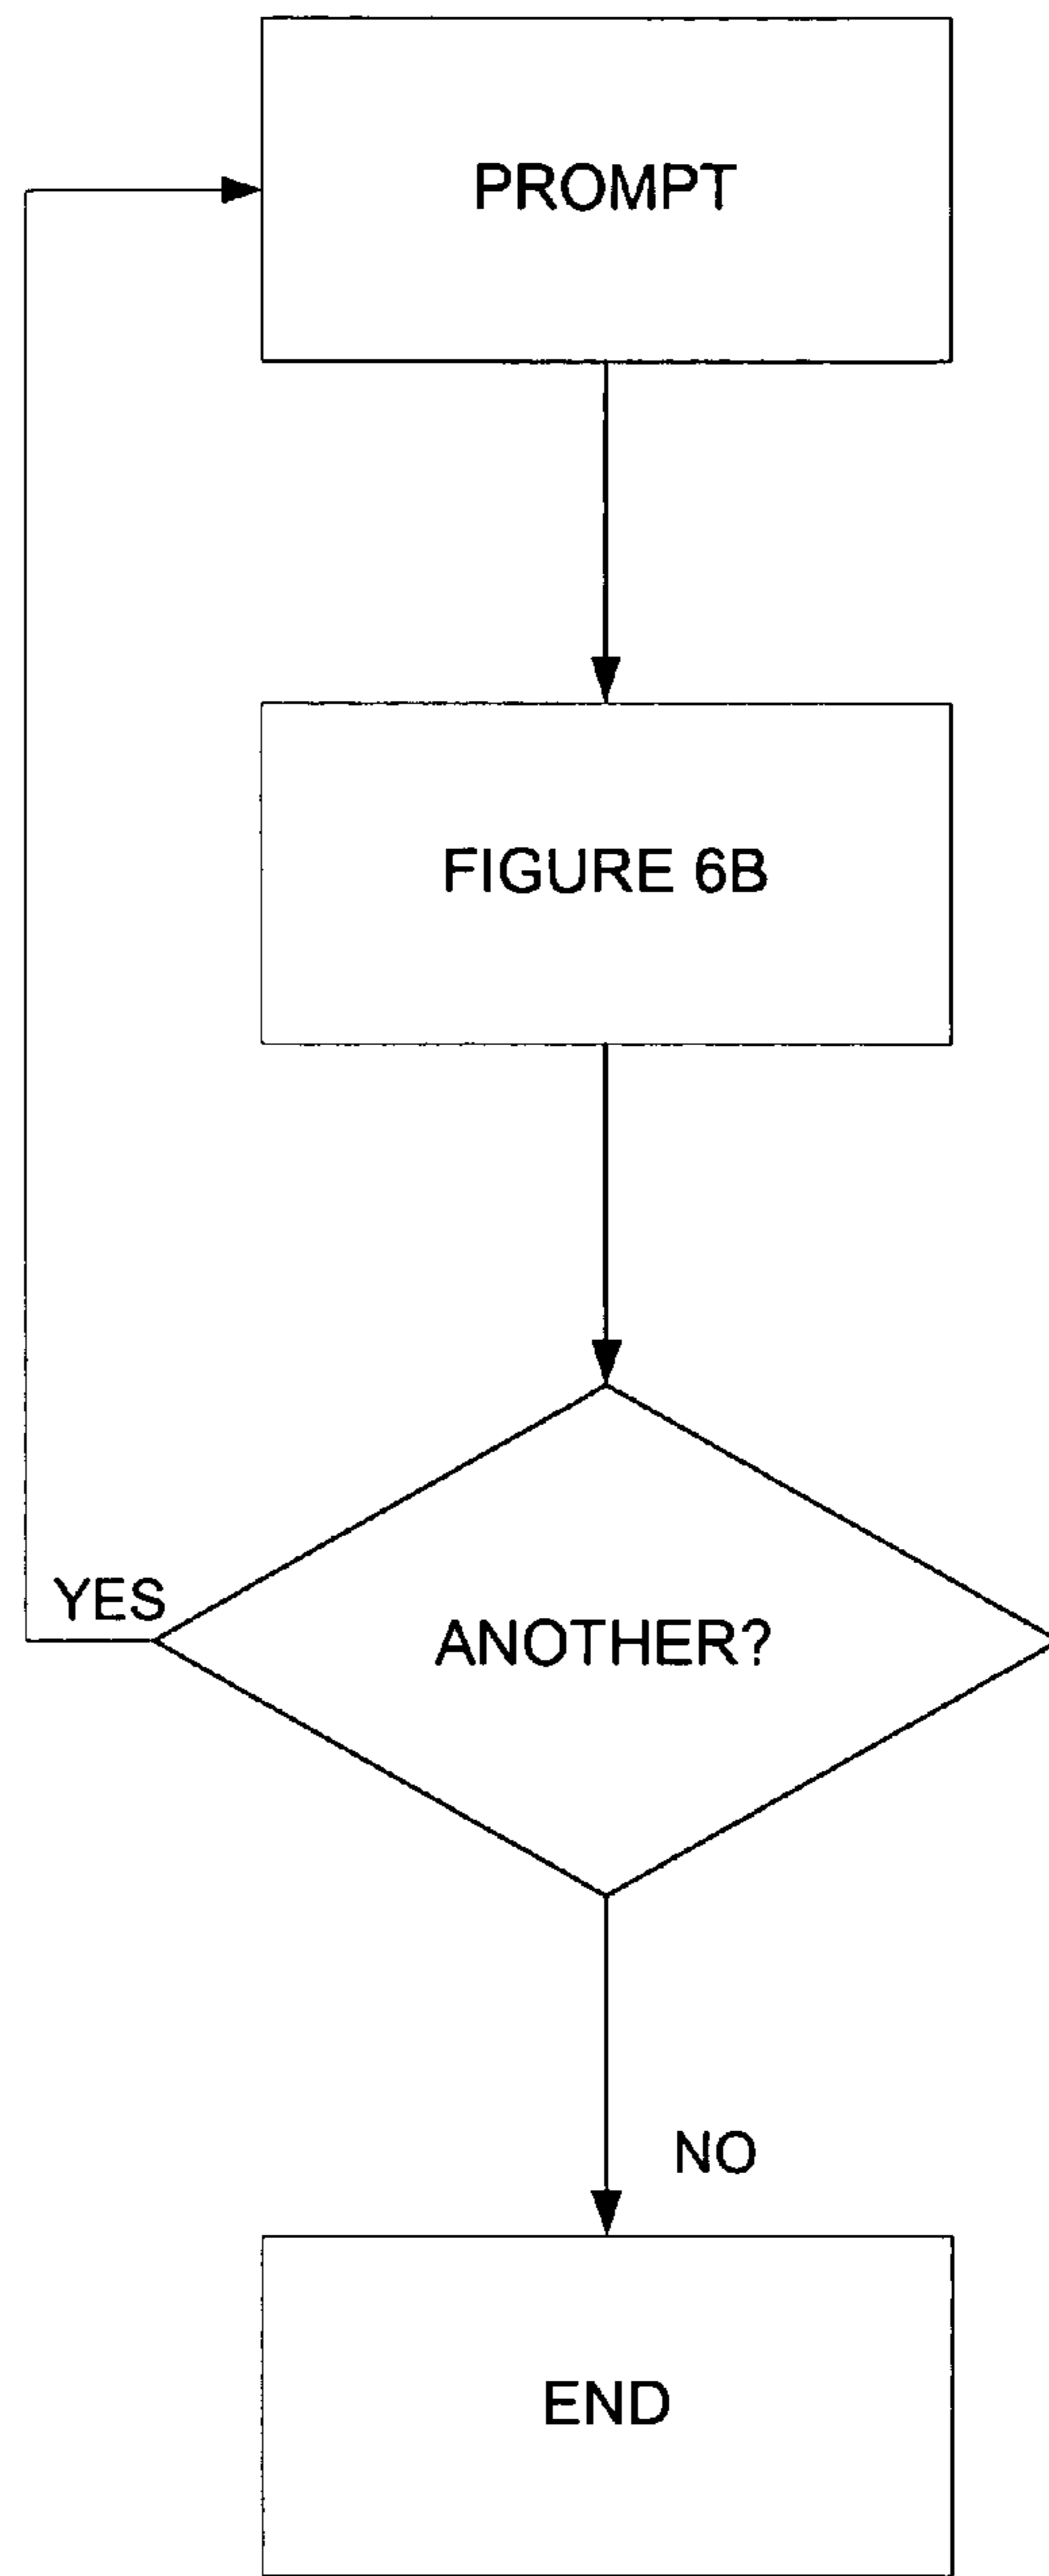 PROMPT
FIGURE 6B
YES
ANOTHER?
NO
END